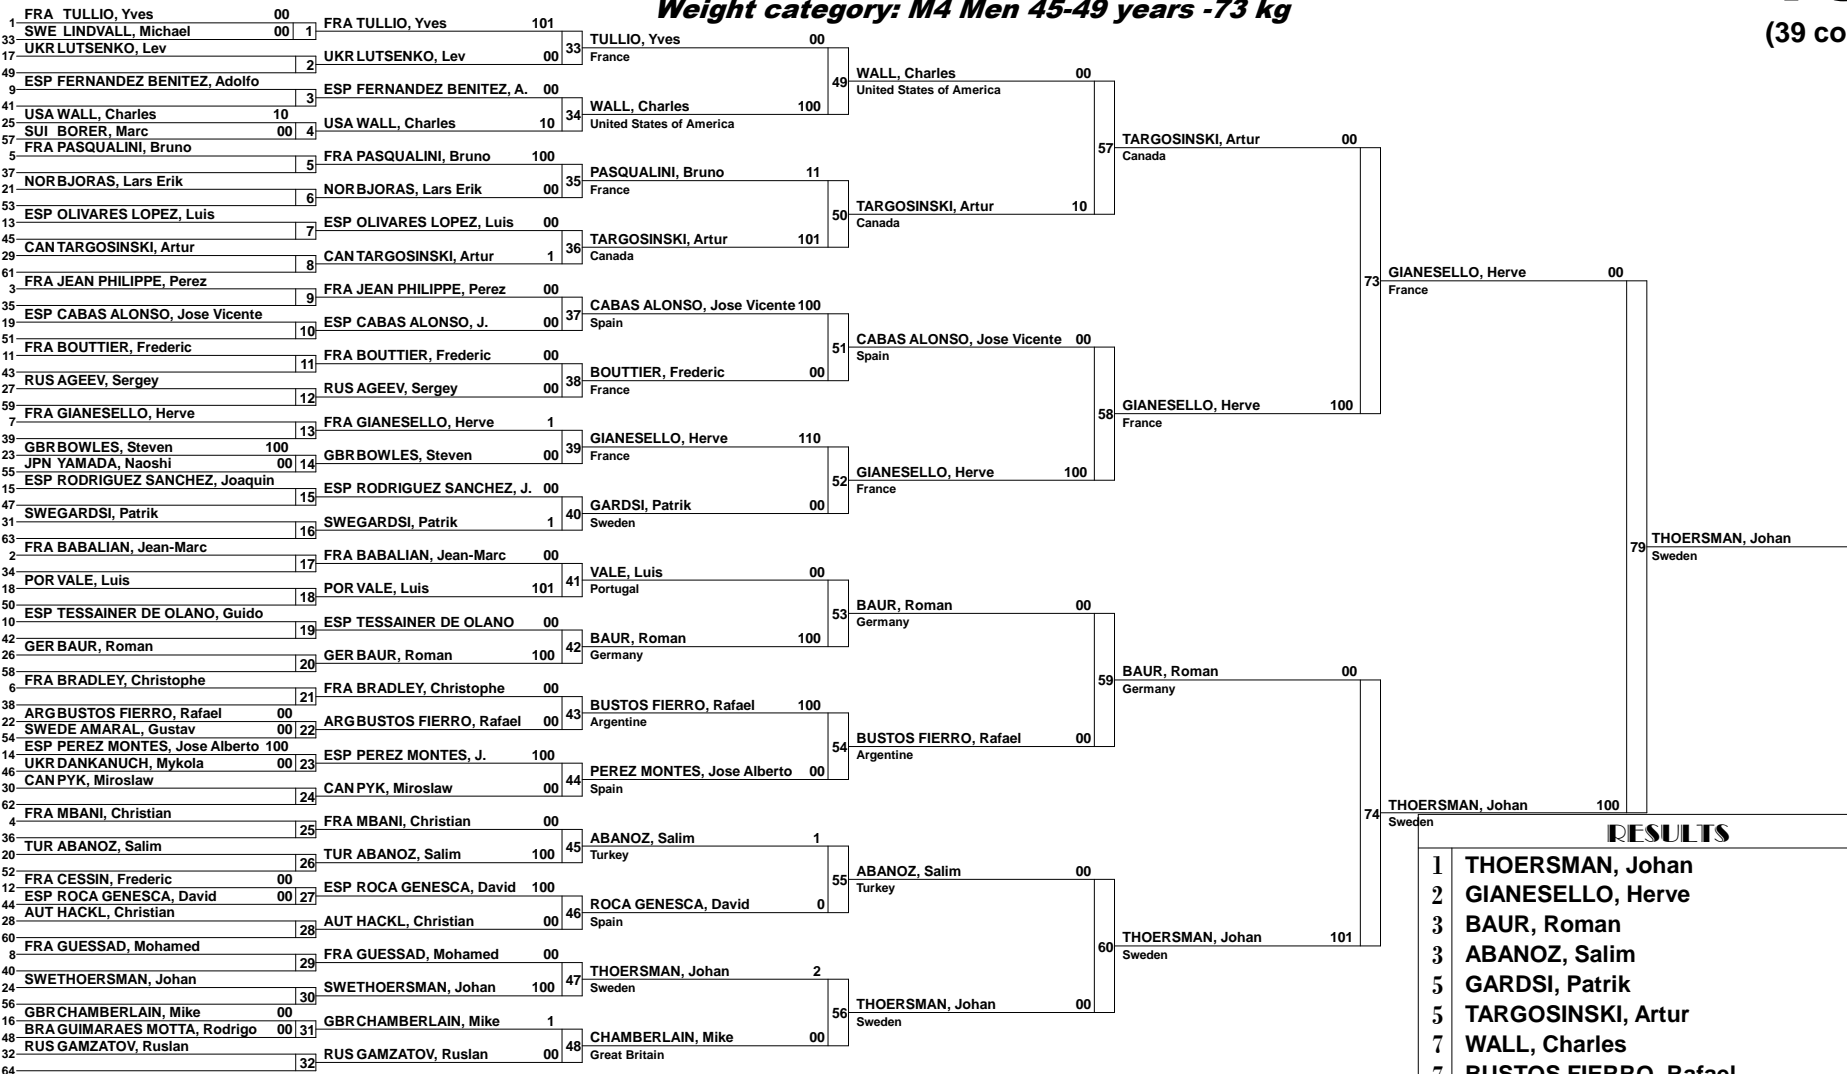 Weight category: M4 Men 45-49 years -73 kg
(39 co
1 FRA TULLIO, Yves 00
33 SWE LINDVALL, Michael 00 1
17 UKR LUTSENKO, Lev
49 2
9 ESP FERNANDEZ BENITEZ, Adolfo
41 3
25 USA WALL, Charles 10
57 SUI BORER, Marc 00 4
5 FRA PASQUALINI, Bruno
37 5
21 NOR BJORAS, Lars Erik
53 6
13 ESP OLIVARES LOPEZ, Luis
45 7
29 CAN TARGOSINSKI, Artur
61 8
3 FRA JEAN PHILIPPE, Perez
35 9
19 ESP CABAS ALONSO, Jose Vicente
51 10
11 FRA BOUTTIER, Frederic
43 11
27 RUS AGEEV, Sergey
59 12
7 FRA GIANESELLO, Herve
39 13
23 GBR BOWLES, Steven 100
55 JPN YAMADA, Naoshi 00 14
15 ESP RODRIGUEZ SANCHEZ, Joaquin
47 15
31 SWEGARDSI, Patrik
63 16
2 FRA BABALIAN, Jean-Marc
34 17
18 POR VALE, Luis
50 18
10 ESP TESSAINER DE OLANO, Guido
42 19
26 GER BAUR, Roman
58 20
6 FRA BRADLEY, Christophe
38 21
22 ARG BUSTOS FIERRO, Rafael 00
54 SWEDE AMARAL, Gustav 00 22
14 ESP PEREZ MONTES, Jose Alberto 100
46 UKR DANKANUCH, Mykola 00 23
30 CAN PYK, Miroslaw
62 24
4 FRA MBANI, Christian
36 25
20 TUR ABANOZ, Salim
52 26
12 FRA CESSIN, Frederic 00
44 ESP ROCA GENESCA, David 00 27
28 AUT HACKL, Christian
60 28
8 FRA GUESSAD, Mohamed
40 29
24 SWETHOERSMAN, Johan
56 30
16 GBR CHAMBERLAIN, Mike 00
48 BRA GUIMARAES MOTTA, Rodrigo 00 31
32 RUS GAMZATOV, Ruslan
64 32
FRA TULLIO, Yves 101
33
UKR LUTSENKO, Lev 00
ESP FERNANDEZ BENITEZ, A. 00
34
USA WALL, Charles 10
FRA PASQUALINI, Bruno 100
35
NOR BJORAS, Lars Erik 00
ESP OLIVARES LOPEZ, Luis 00
36
CAN TARGOSINSKI, Artur 1
FRA JEAN PHILIPPE, Perez 00
37
ESP CABAS ALONSO, J. 00
FRA BOUTTIER, Frederic 00
38
RUS AGEEV, Sergey 00
FRA GIANESELLO, Herve 1
39
GBR BOWLES, Steven 00
ESP RODRIGUEZ SANCHEZ, J. 00
40
SWEGARDSI, Patrik 1
FRA BABALIAN, Jean-Marc 00
41
POR VALE, Luis 101
ESP TESSAINER DE OLANO 00
42
GER BAUR, Roman 100
FRA BRADLEY, Christophe 00
43
ARG BUSTOS FIERRO, Rafael 00
ESP PEREZ MONTES, J. 100
44
CAN PYK, Miroslaw 00
FRA MBANI, Christian 00
45
TUR ABANOZ, Salim 100
ESP ROCA GENESCA, David 100
46
AUT HACKL, Christian 00
FRA GUESSAD, Mohamed 00
47
SWETHOERSMAN, Johan 100
GBR CHAMBERLAIN, Mike 1
48
RUS GAMZATOV, Ruslan 00
TULLIO, Yves 00
France
49
WALL, Charles 100
United States of America
PASQUALINI, Bruno 11
France
50
TARGOSINSKI, Artur 101
Canada
CABAS ALONSO, Jose Vicente 100
Spain
51
BOUTTIER, Frederic 00
France
GIANESELLO, Herve 110
France
52
GARDSI, Patrik 00
Sweden
VALE, Luis 00
Portugal
53
BAUR, Roman 100
Germany
BUSTOS FIERRO, Rafael 100
Argentine
54
PEREZ MONTES, Jose Alberto 00
Spain
ABANOZ, Salim 1
Turkey
55
ROCA GENESCA, David 0
Spain
THOERSMAN, Johan 2
Sweden
56
CHAMBERLAIN, Mike 00
Great Britain
WALL, Charles 00
United States of America
57
TARGOSINSKI, Artur 10
Canada
CABAS ALONSO, Jose Vicente 00
Spain
58
GIANESELLO, Herve 100
France
BAUR, Roman 00
Germany
59
BUSTOS FIERRO, Rafael 00
Argentine
ABANOZ, Salim 00
Turkey
60
THOERSMAN, Johan 00
Sweden
TARGOSINSKI, Artur 00
Canada
73
GIANESELLO, Herve 100
France
BAUR, Roman 00
Germany
74
THOERSMAN, Johan 101
Sweden
GIANESELLO, Herve 00
France
79
THOERSMAN, Johan 100
Sweden
THOERSMAN, Johan
Sweden
RESULTS
1 THOERSMAN, Johan
2 GIANESELLO, Herve
3 BAUR, Roman
3 ABANOZ, Salim
5 GARDSI, Patrik
5 TARGOSINSKI, Artur
7 WALL, Charles
7 BUSTOS FIERRO, Rafael